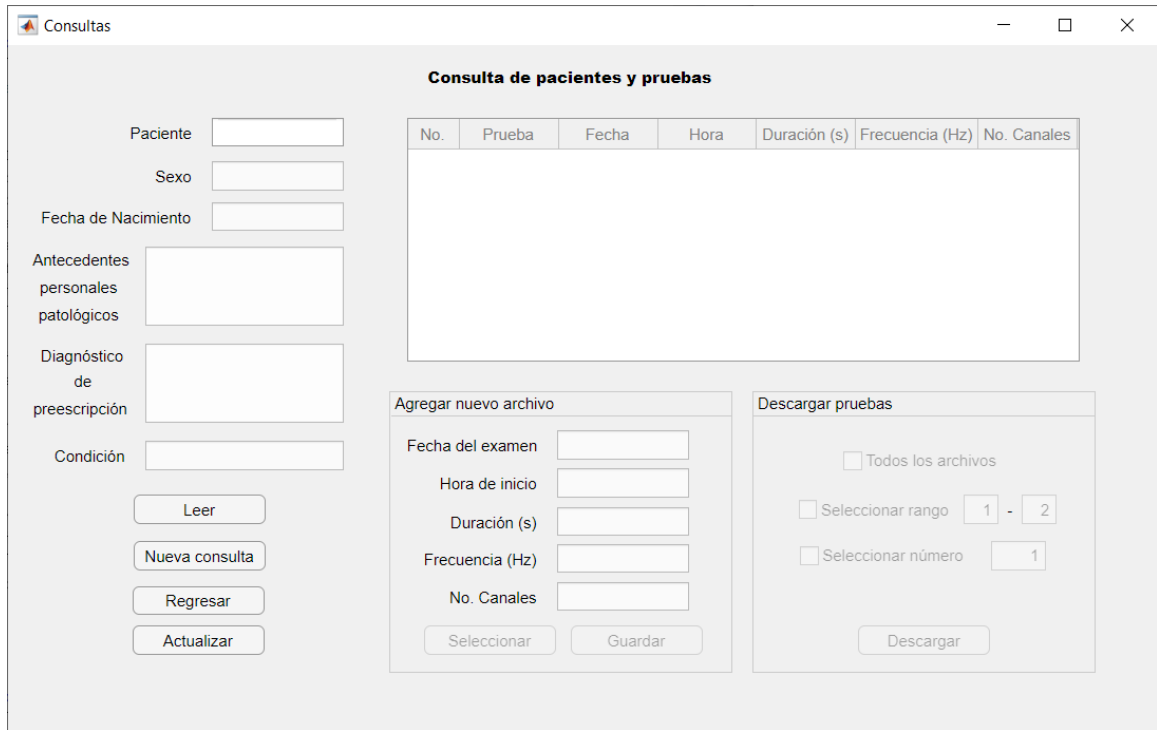 Consultas
Consulta de pacientes y pruebas
Paciente
Sexo
Fecha de Nacimiento
Antecedentes
personales
patológicos
Diagnóstico
de
preescripción
Condición
Leer
Nueva consulta
Regresar
Actualizar
No. Prueba Fecha Hora Duración (s) Frecuencia (Hz) No. Canales
Agregar nuevo archivo
Fecha del examen
Hora de inicio
Duración (s)
Frecuencia (Hz)
No. Canales
Seleccionar Guardar
Descargar pruebas
Todos los archivos
Seleccionar rango 1 - 2
Seleccionar número 1
Descargar